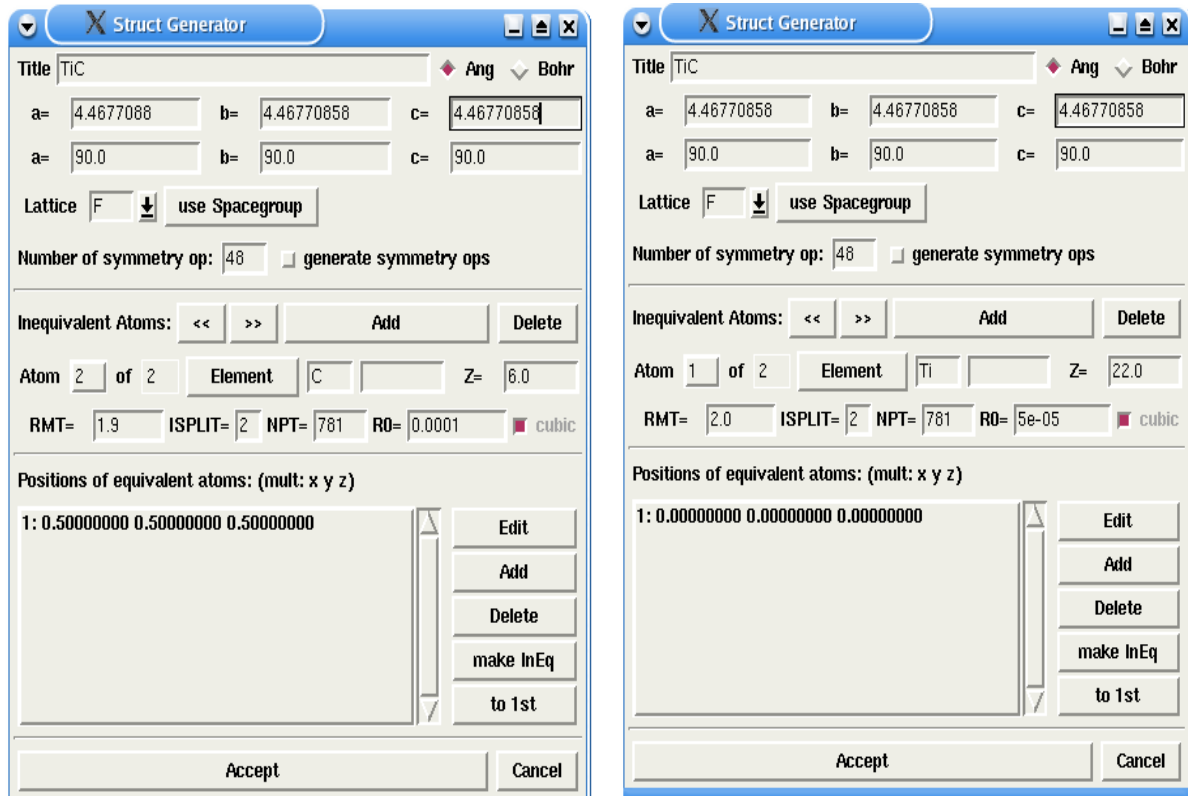 Struct Generator
Title TiC Ang Bohr
a= 4.4677088 b= 4.46770858 c= 4.46770858
a= 90.0 b= 90.0 c= 90.0
Lattice F use Spacegroup
Number of symmetry op: 48 generate symmetry ops
Inequivalent Atoms: << >> Add Delete
Atom 2 of 2 Element C Z= 6.0
RMT= 1.9 ISPLIT= 2 NPT= 781 R0= 0.0001 cubic
Positions of equivalent atoms: (mult: x y z)
1: 0.50000000 0.50000000 0.50000000
Edit
Add
Delete
make InEq
to 1st
Accept Cancel
Struct Generator
Title TiC Ang Bohr
a= 4.46770858 b= 4.46770858 c= 4.46770858
a= 90.0 b= 90.0 c= 90.0
Lattice F use Spacegroup
Number of symmetry op: 48 generate symmetry ops
Inequivalent Atoms: << >> Add Delete
Atom 1 of 2 Element Ti Z= 22.0
RMT= 2.0 ISPLIT= 2 NPT= 781 R0= 5e-05 cubic
Positions of equivalent atoms: (mult: x y z)
1: 0.00000000 0.00000000 0.00000000
Edit
Add
Delete
make InEq
to 1st
Accept Cancel